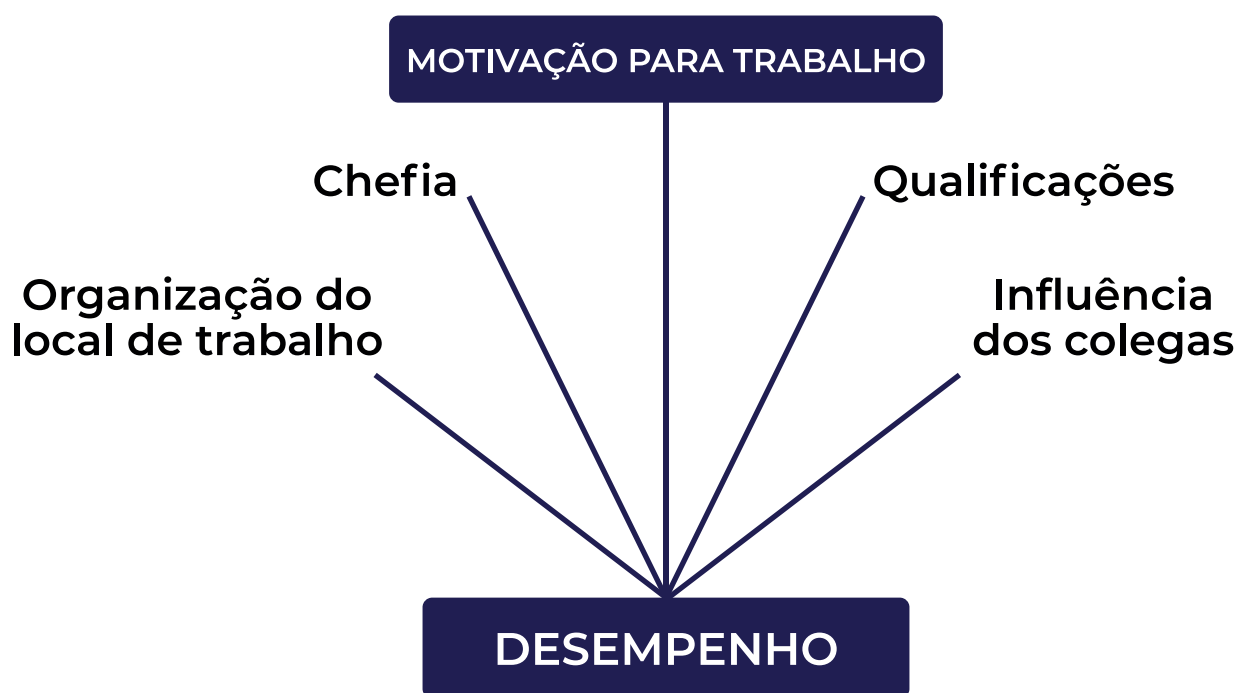 MOTIVAÇÃO PARA TRABALHO
Chefia
Qualificações
Organização do
local de trabalho
Influência
dos colegas
DESEMPENHO